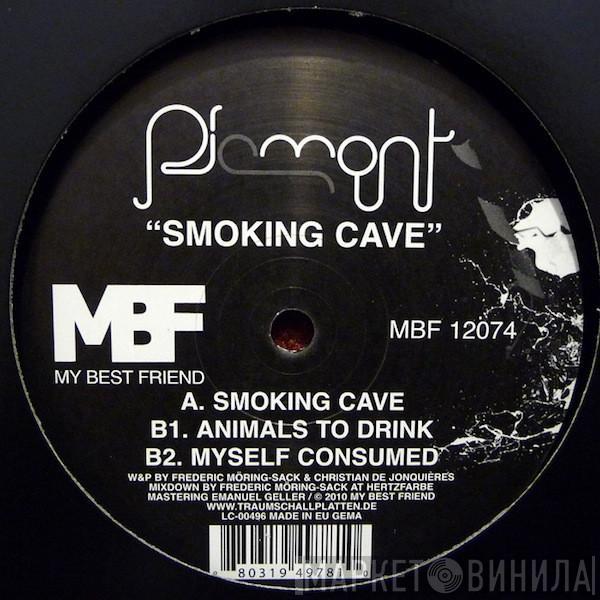 Piemont
“SMOKING CAVE”
MBF
MY BEST FRIEND
MBF 12074
A. SMOKING CAVE
B1. ANIMALS TO DRINK
B2. MYSELF CONSUMED
W&P BY FREDERIC MÖRING-SACK & CHRISTIAN DE JONQUIÈRES
MIXDOWN BY FREDERIC MÖRING-SACK AT HERTZFARBE
MASTERING EMANUEL GELLER / © 2010 MY BEST FRIEND
WWW.TRAUMSCHALLPLATTEN.DE
LC-00496 MADE IN EU GEMA
0 80319 49781 0
МАРКЕТ ВИНИЛА